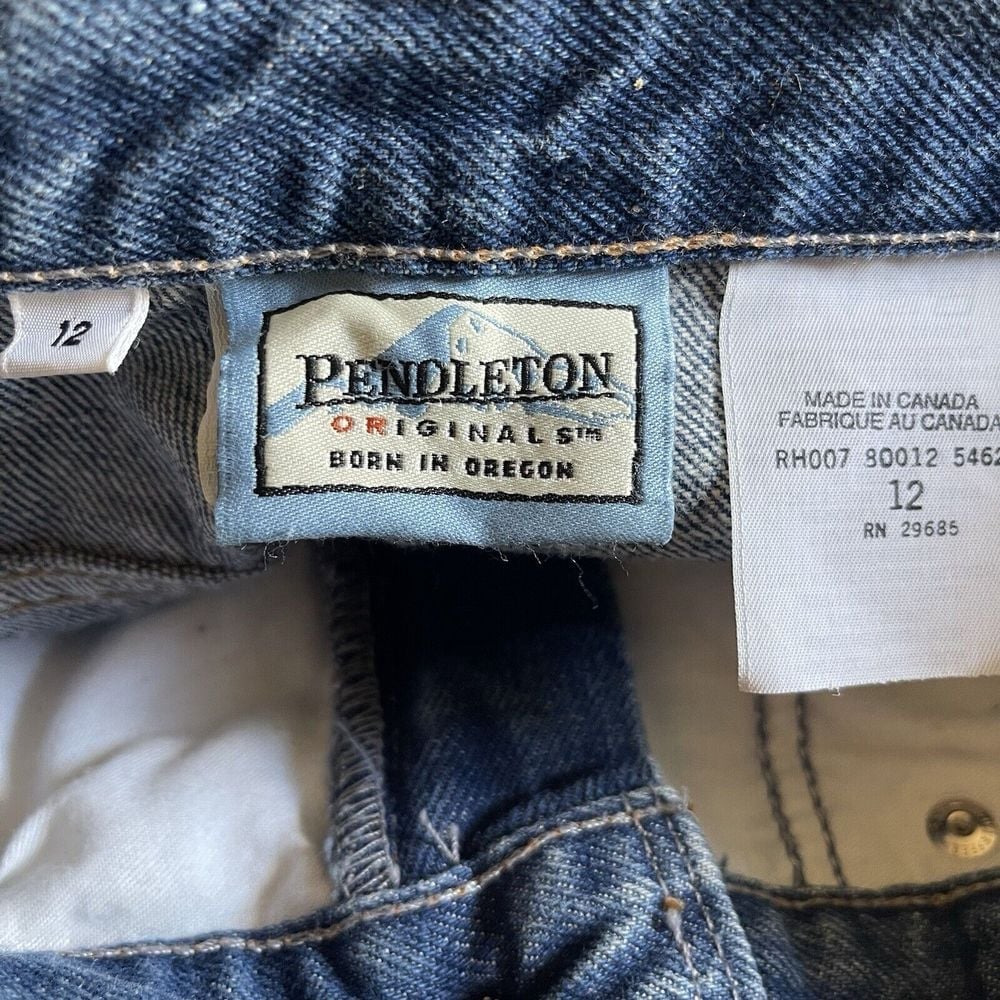 12
PENDLETON
ORIGINALS™
BORN IN OREGON
MADE IN CANADA
FABRIQUE AU CANADA
RH007 80012 5462
12
RN 29685